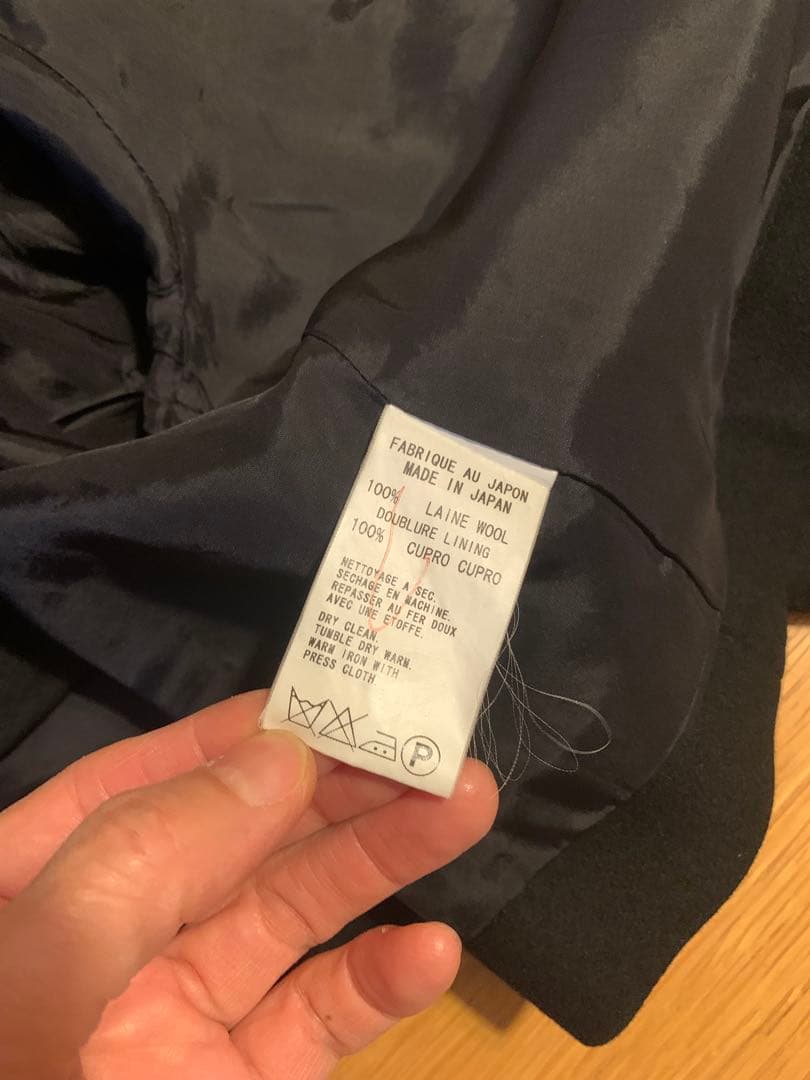 FABRIQUE AU JAPON
MADE IN JAPAN
100% LAINE WOOL
DOUBLURE LINING
100% CUPRO CUPRO
NETTOYAGE A SEC.
SECHAGE EN MACHINE.
REPASSER AU FER DOUX
AVEC UNE ETOFFE.
DRY CLEAN.
TUMBLE DRY WARM.
WARM IRON WITH
PRESS CLOTH
P